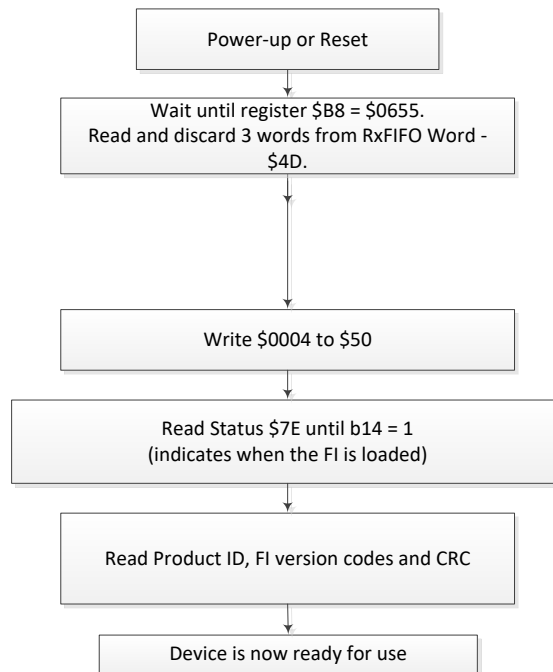 Power-up or Reset
Wait until register $B8 = $0655.
Read and discard 3 words from RxFIFO Word -
$4D.
Write $0004 to $50
Read Status $7E until b14 = 1
(indicates when the FI is loaded)
Read Product ID, FI version codes and CRC
Device is now ready for use